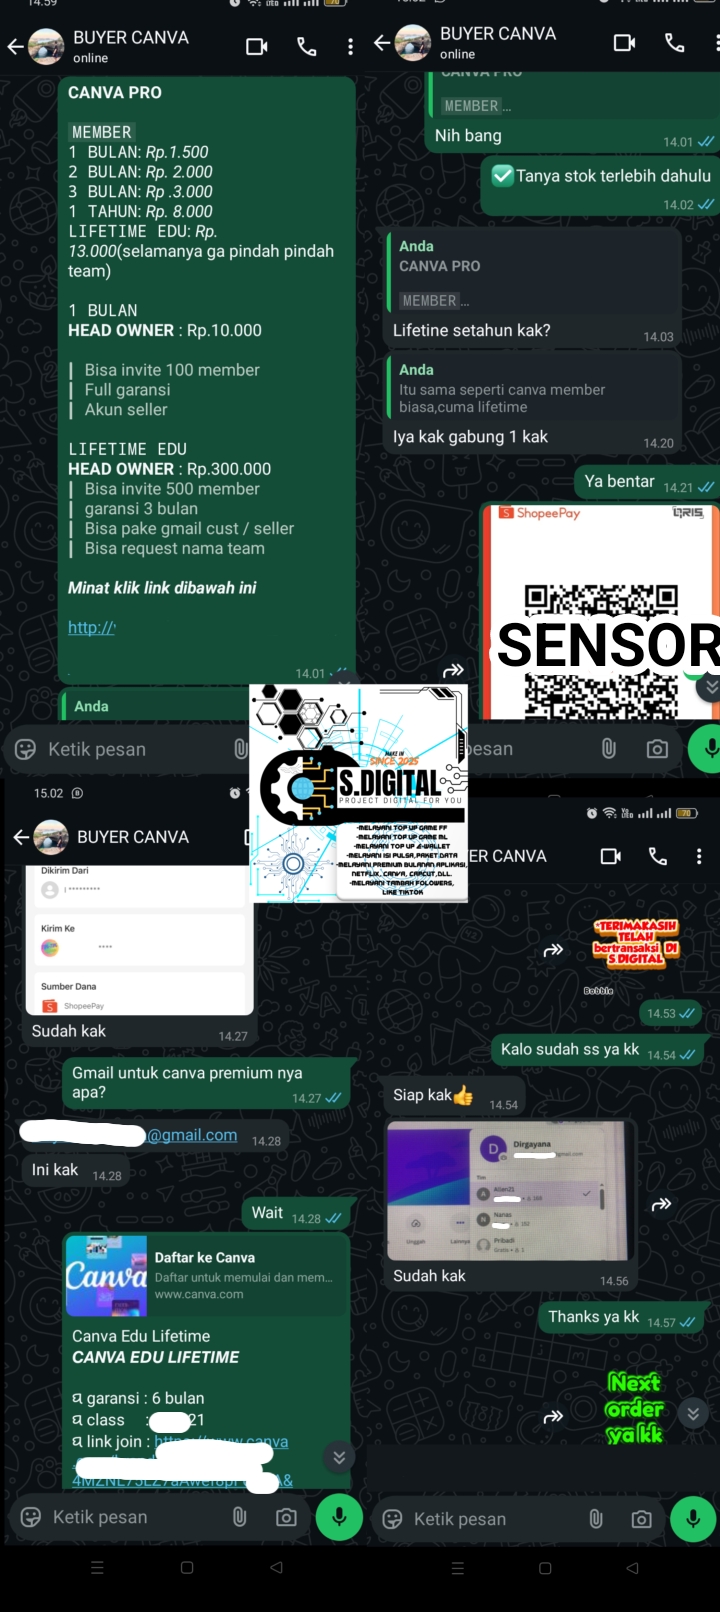 14.59
BUYER CANVA
online
CANVA PRO
MEMBER
1 BULAN: Rp.1.500
2 BULAN: Rp. 2.000
3 BULAN: Rp .3.000
1 TAHUN: Rp. 8.000
LIFETIME EDU: Rp.
13.000(selamanya ga pindah pindah
team)
1 BULAN
HEAD OWNER : Rp.10.000
Bisa invite 100 member
Full garansi
Akun seller
LIFETIME EDU
HEAD OWNER : Rp.300.000
Bisa invite 500 member
garansi 3 bulan
Bisa pake gmail cust / seller
Bisa request nama team
Minat klik link dibawah ini
http://
14.01
Anda
Ketik pesan
BUYER CANVA
online
CANVA PRO
MEMBER...
Nih bang
14.01
✅Tanya stok terlebih dahulu
14.02
Anda
CANVA PRO
MEMBER...
Lifetine setahun kak?
14.03
Anda
Itu sama seperti canva member
biasa,cuma lifetime
Iya kak gabung 1 kak
14.20
Ya bentar
14.21
ShopeePay
QRIS
SENSOR
pesan
MAKE IN
SINCE 2025
S.DIGITAL
PROJECT DIGITAL FOR YOU
-MELAYANI TOP UP GAME FF
-MELAYANI TOP UP GAME ML
-MELAYANI TOP UP E-WALLET
-MELAYANI ISI PULSA,PAKET DATA
-MELAYANI PREMIUM BULANAN APLIKASI,
NETFLIX, CANVA, CAPCUT,DLL.
-MELAYANI TAMBAH FOLOWERS,
LIKE TIKTOK
15.02
BUYER CANVA
Dikirim Dari
Kirim Ke
Sumber Dana
ShopeePay
Sudah kak
14.27
Gmail untuk canva premium nya
apa?
14.27
@gmail.com
14.28
Ini kak
14.28
Wait
14.28
Canva
Daftar ke Canva
Daftar untuk memulai dan mem...
www.canva.com
Canva Edu Lifetime
CANVA EDU LIFETIME
¤ garansi : 6 bulan
¤ class : 21
¤ link join : https://www.canva
Ketik pesan
70
ER CANVA
*TERIMAKASIH
TELAH
bertransaksi DI
S DIGITAL
Bobble
14.53
Kalo sudah ss ya kk
14.54
Siap kak👍
14.54
D
Dirgayana
gmail.com
Tim
Nanas
Pribadi
Gratis • 1
Unggah
Lainnya
Sudah kak
14.56
Thanks ya kk
14.57
Next
order
ya kk
Ketik pesan